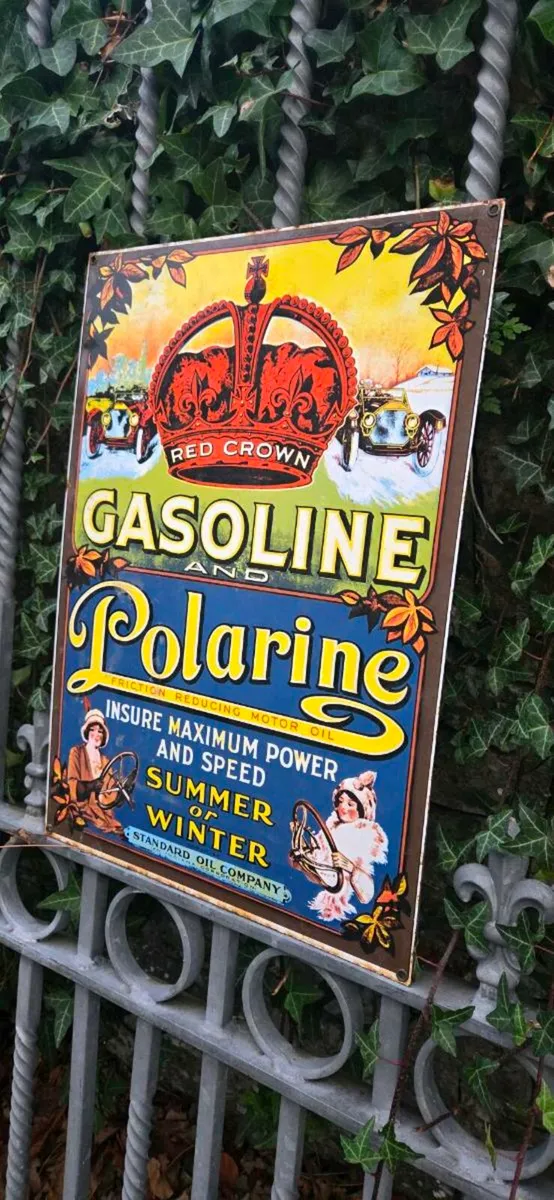 RED CROWN
GASOLINE
AND
Polarine
FRICTION REDUCING MOTOR OIL
INSURE MAXIMUM POWER
AND SPEED
SUMMER
or
WINTER
STANDARD OIL COMPANY